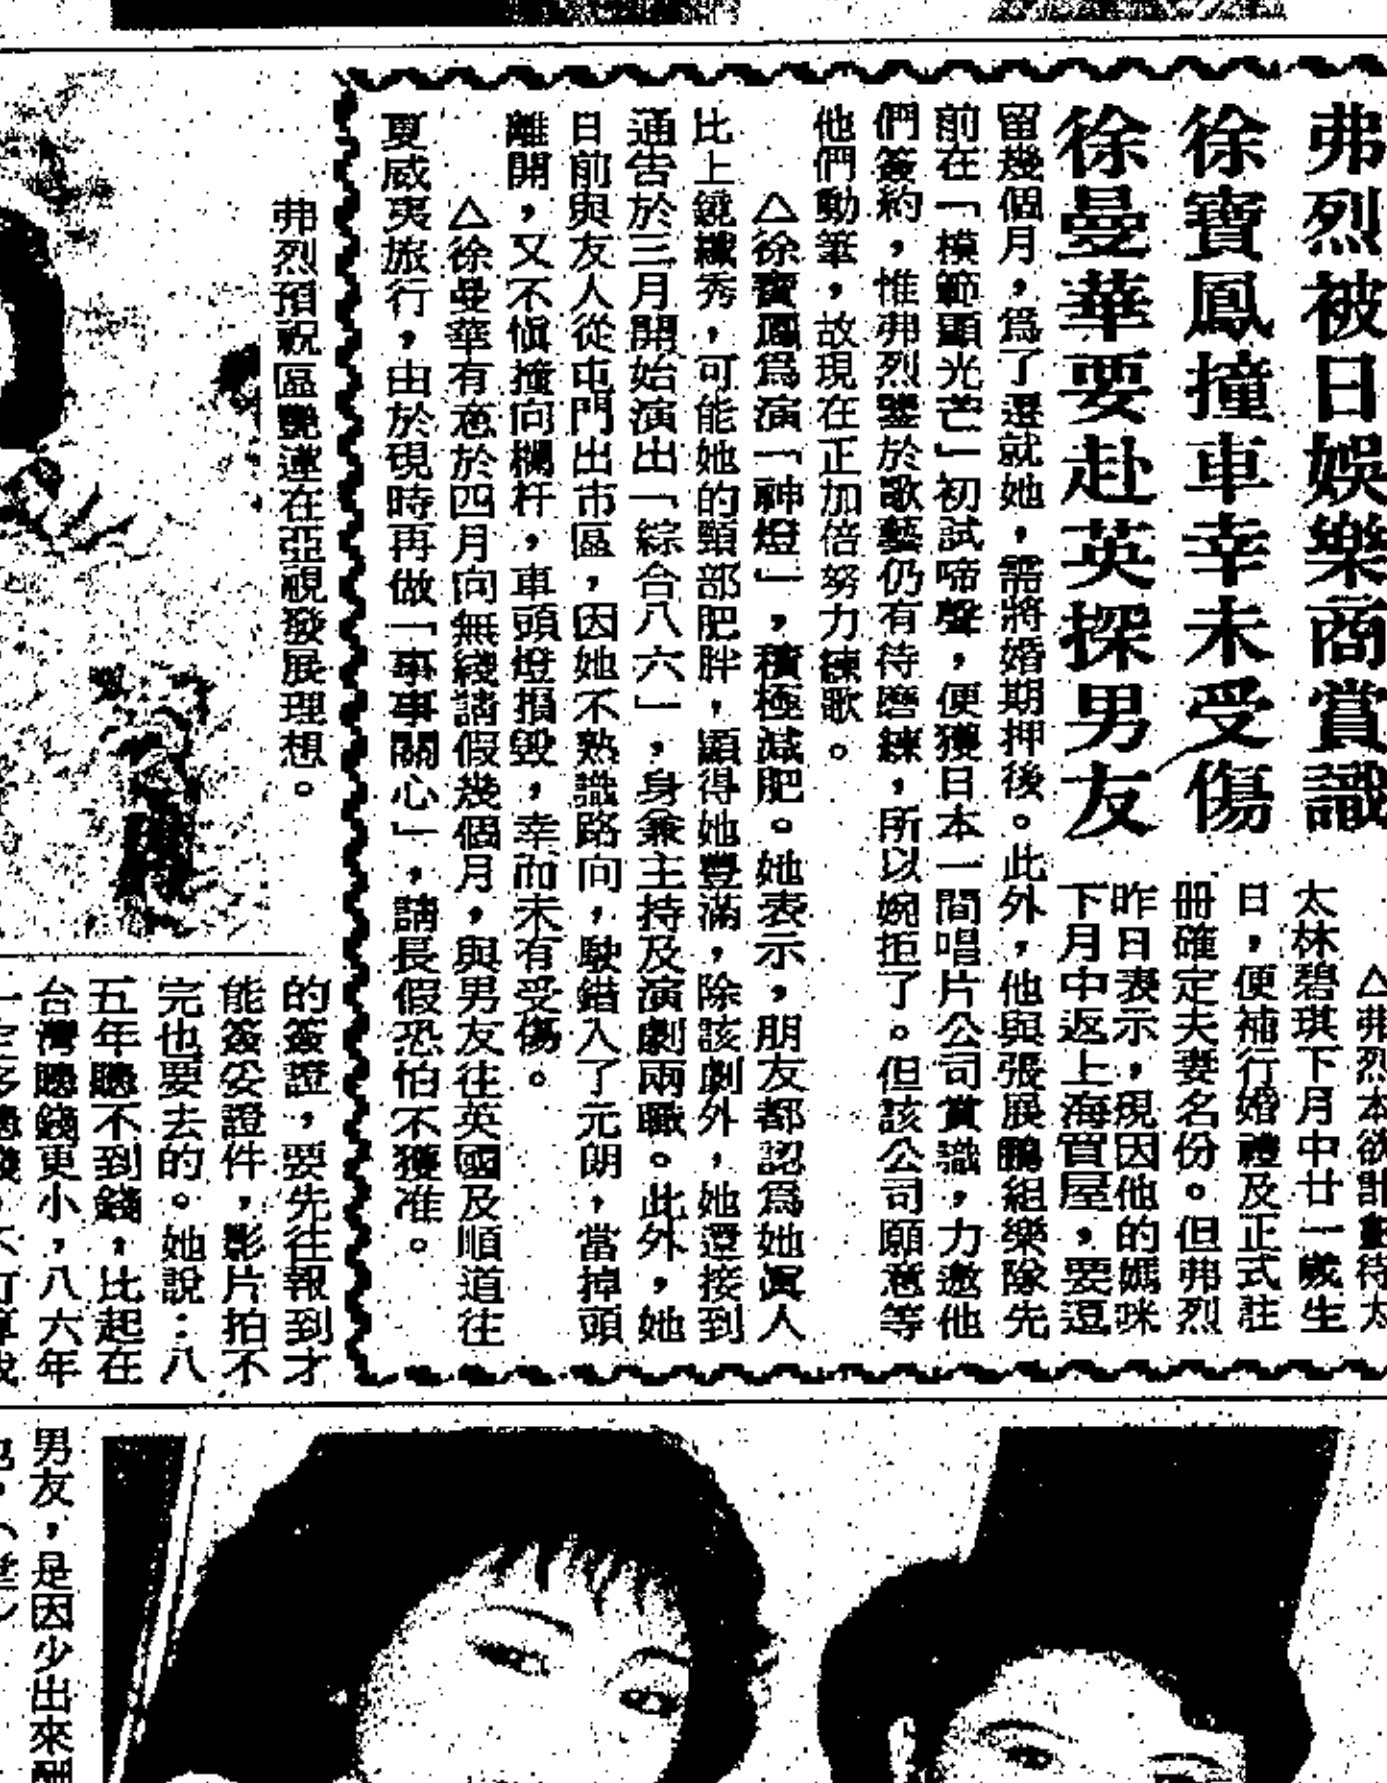 弗烈被日娛樂商賞識
徐寶鳳撞車幸未受傷
徐曼華要赴英探男友
△弗烈本欲計劃待太
太林碧琪下月中廿一歲生
日，便補行婚禮及正式註
册確定夫妻名份。但弗烈
昨日表示，現因他的媽咪
下月中返上海買屋，要逗
留幾個月，爲了遷就她，需將婚期押後。此外，他與張展鵬組樂隊先
前在「模範顯光芒」初試啼聲，便獲日本一間唱片公司賞識，力邀他
們簽約，惟弗烈鑒於歌藝仍有待磨練，所以婉拒了。但該公司願意等
他們動筆，故現在正加倍努力練歌。
△徐寶鳳爲演「神燈」，積極減肥。她表示，朋友都認爲她眞人
比上鏡纖秀，可能她的頸部肥胖，顯得她豐滿，除該劇外，她還接到
通告於三月開始演出「綜合八六」，身兼主持及演劇兩職。此外，她
日前與友人從屯門出市區，因她不熟識路向，駛錯入了元朗，當掉頭
離開，又不愼撞向欄杆，車頭燈損毀，幸而未有受傷。
△徐曼華有意於四月向無綫請假幾個月，與男友往英國及順道往
夏威夷旅行，由於現時再做「事事關心」，請長假恐怕不獲准。
弗烈預祝區艷蓮在亞視發展理想。
的簽證，要先往報到才
能簽妥證件，影片拍不
完也要去的。她說：八
五年賺不到錢，比起在
台灣賺錢更小，八六年
男友，是因少出來